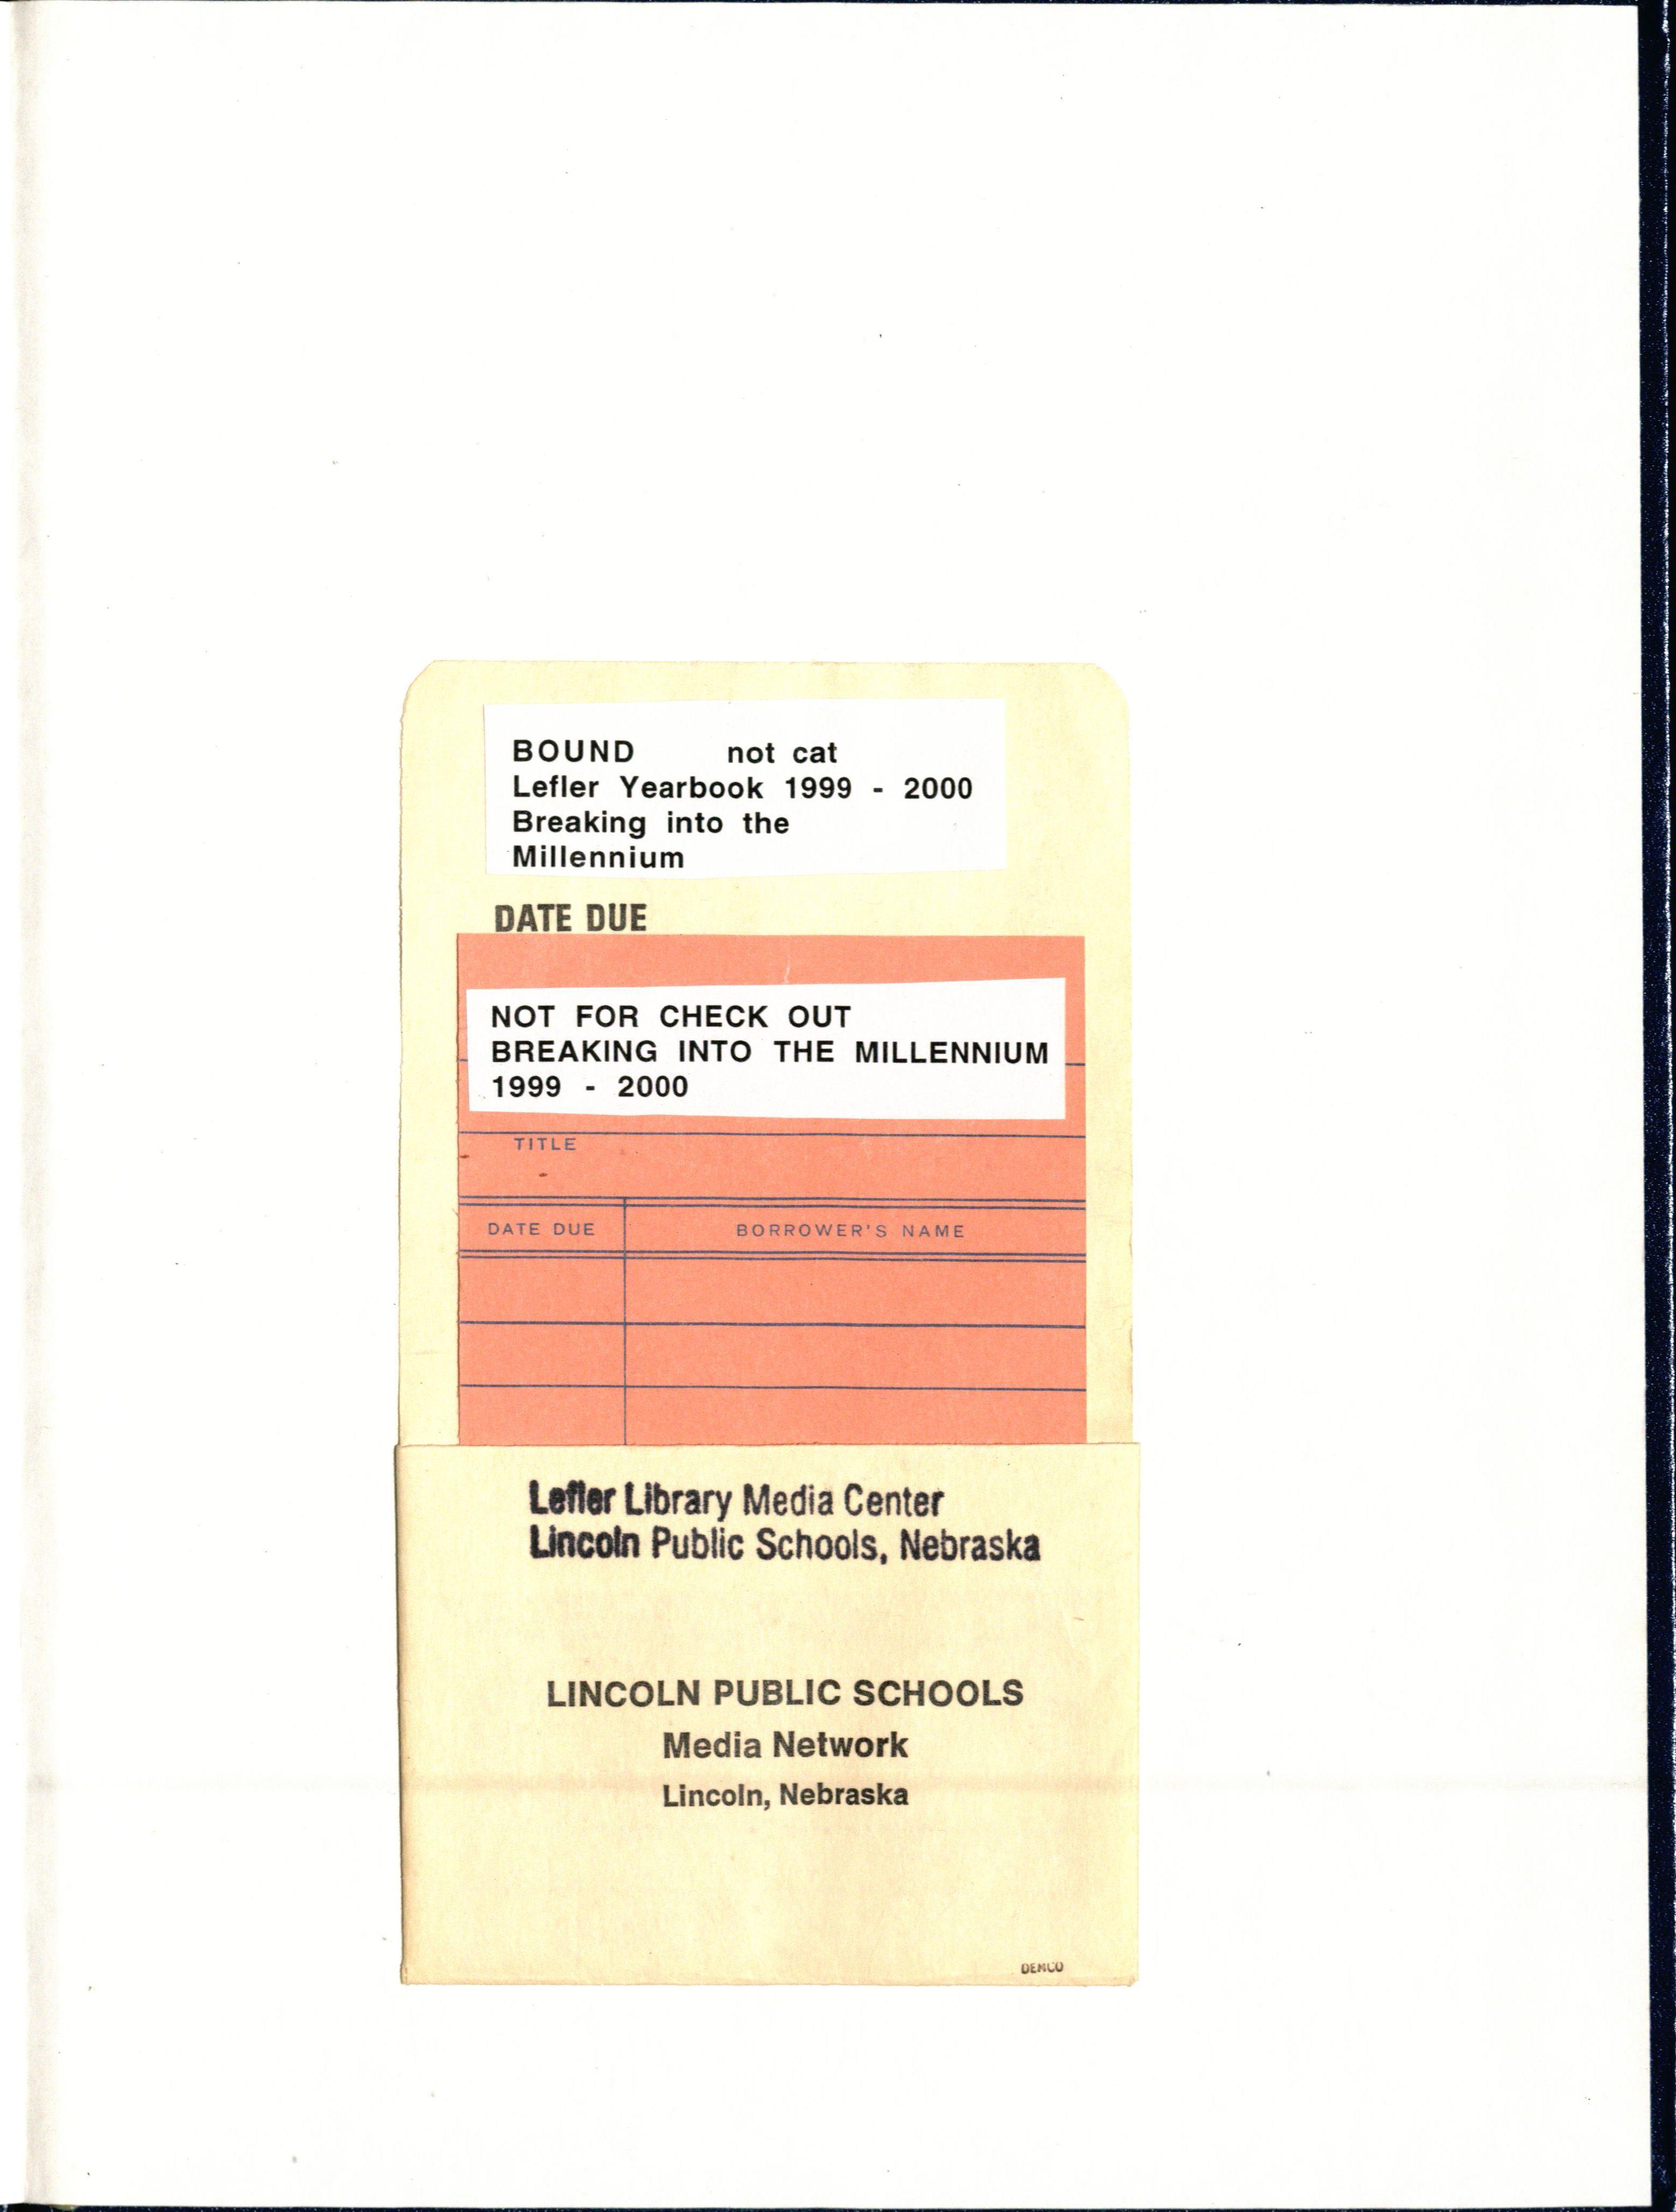 BOUND not cat
Lefler Yearbook 1999 - 2000
Breaking into the
Millennium
DATE DUE
NOT FOR CHECK OUT
BREAKING INTO THE MILLENNIUM
1999 - 2000
TITLE
DATE DUE BORROWER'S NAME
Lefler Library Media Center
Lincoln Public Schools, Nebraska
LINCOLN PUBLIC SCHOOLS
Media Network
Lincoln, Nebraska
DEMCO